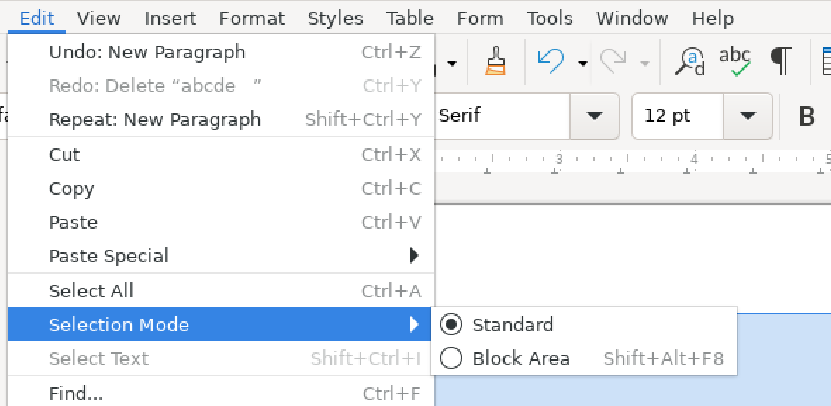 Edit View Insert Format Styles Table Form Tools Window Help
Undo: New Paragraph Ctrl+Z
Redo: Delete “abcde ” Ctrl+Y
Repeat: New Paragraph Shift+Ctrl+Y
Serif 12 pt B
Cut Ctrl+X
3 4
Copy Ctrl+C
Paste Ctrl+V
Paste Special
Select All Ctrl+A
Selection Mode
Standard
Select Text Shift+Ctrl+I
Block Area Shift+Alt+F8
Find... Ctrl+F